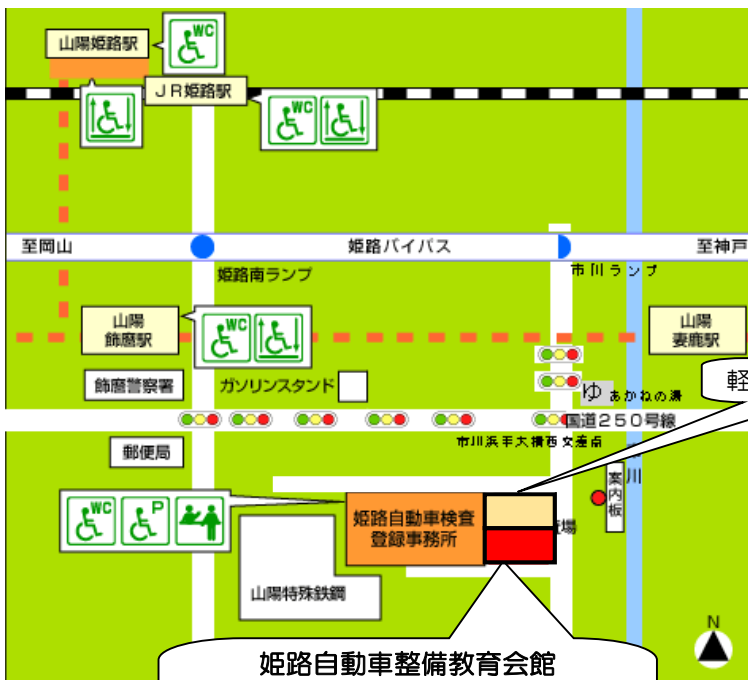 山陽姫路駅
WC
JR姫路駅
WC
至岡山
姫路バイパス
至神戸
姫路南ランプ
市川ランプ
山陽
飾磨駅
WC
山陽
妻鹿駅
飾磨警察署
ガソリンスタンド
軽
ゆ
あかねの湯
国道250号線
市川浜手大橋西交差点
郵便局
川
案内板
WC
P
姫路自動車検査
登録事務所
場
山陽特殊鉄鋼
N
姫路自動車整備教育会館